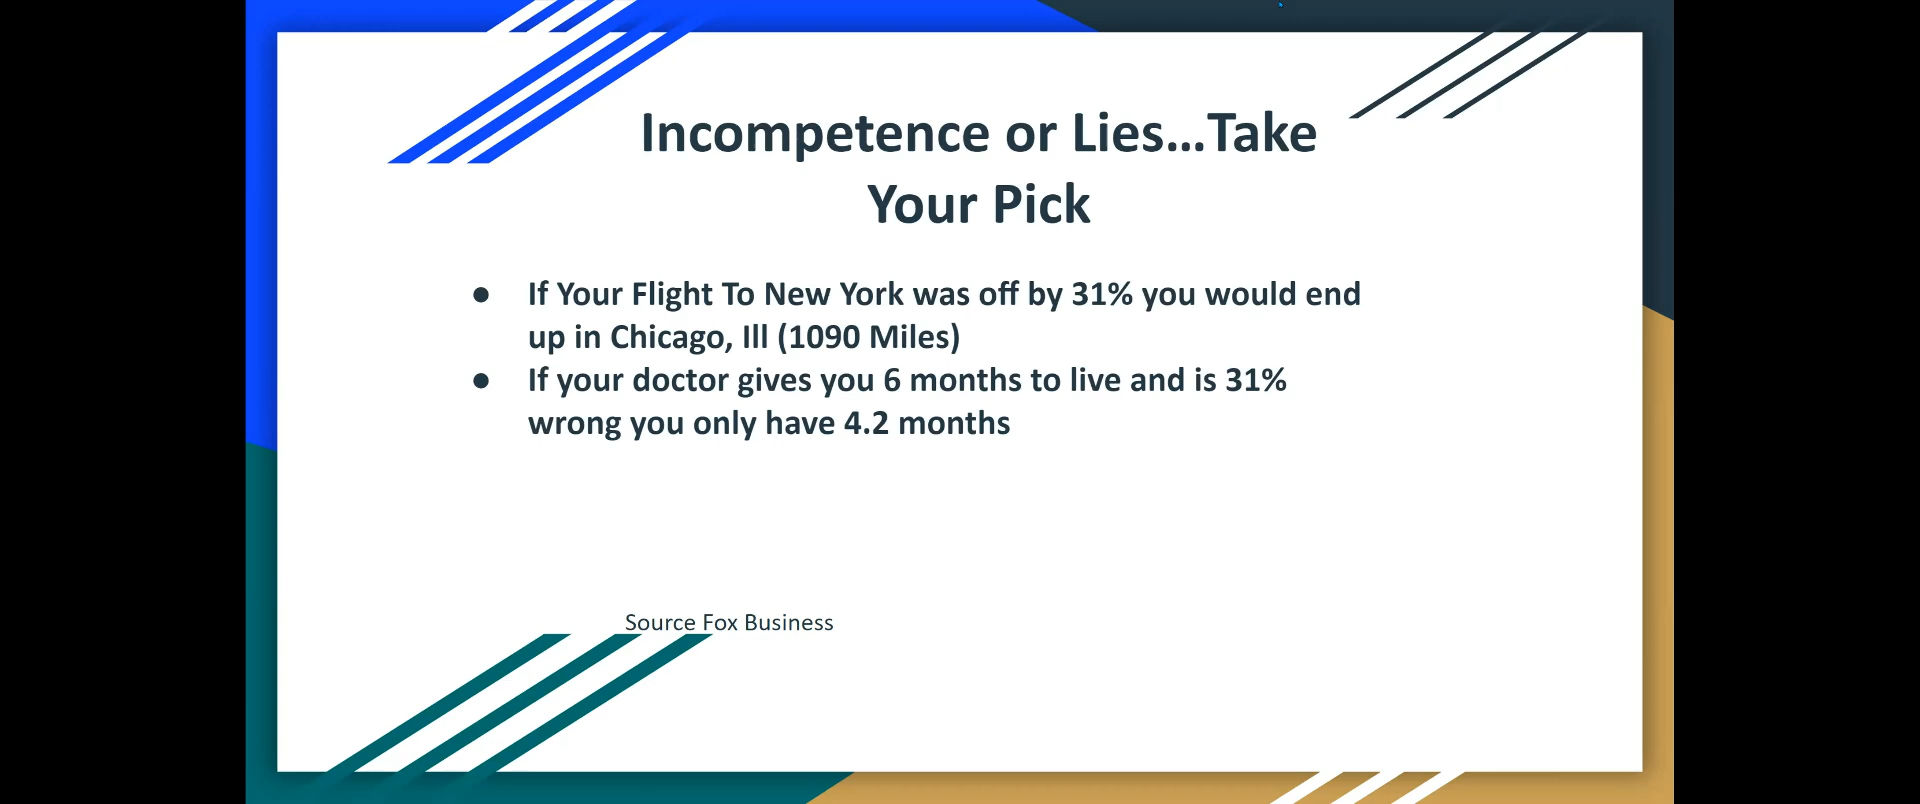 Incompetence or Lies...Take
Your Pick
● If Your Flight To New York was off by 31% you would end
up in Chicago, Ill (1090 Miles)
● If your doctor gives you 6 months to live and is 31%
wrong you only have 4.2 months
Source Fox Business